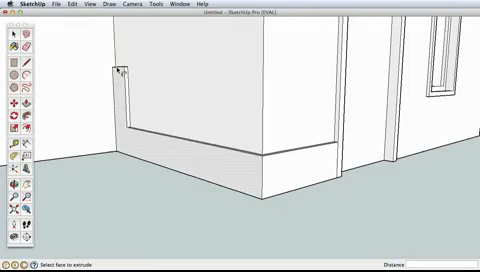 SketchUp File Edit View Draw Camera Tools Window Help
Untitled - SketchUp Pro [EVAL]
Select face to extrude
Distance